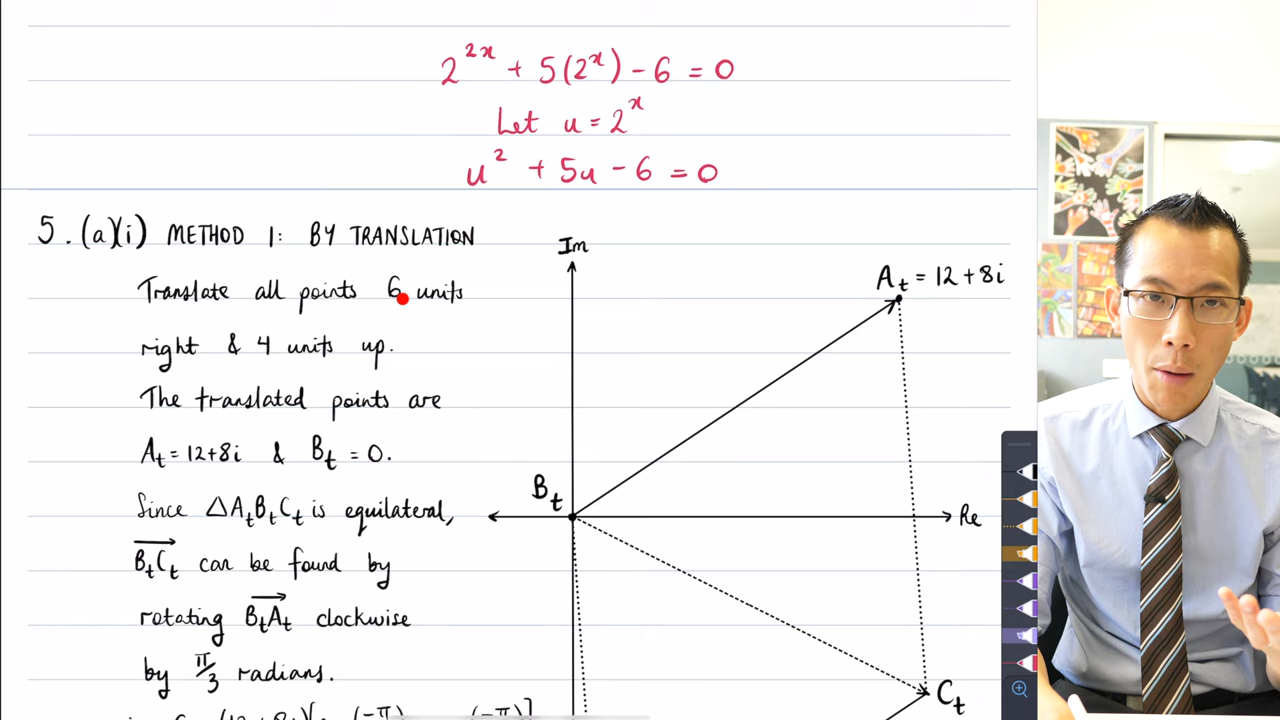 2^{2x} + 5(2^x) - 6 = 0
Let u = 2^x
u^2 + 5u - 6 = 0
5. (a)(i) METHOD 1: BY TRANSLATION
Translate all points 6 units
right & 4 units up.
The translated points are
A_t = 12+8i & B_t = 0.
Since △A_tB_tC_t is equilateral,
\overrightarrow{B_tC_t} can be found by
rotating \overrightarrow{B_tA_t} clockwise
by π/3 radians.
Im
A_t = 12+8i
B_t
Re
C_t